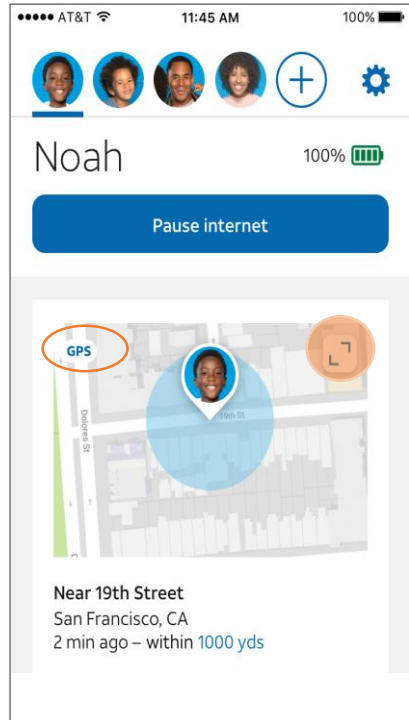 AT&T 11:45 AM 100%
Noah 100%
Pause internet
GPS
19th St
Dolores St
Near 19th Street
San Francisco, CA
2 min ago – within 1000 yds